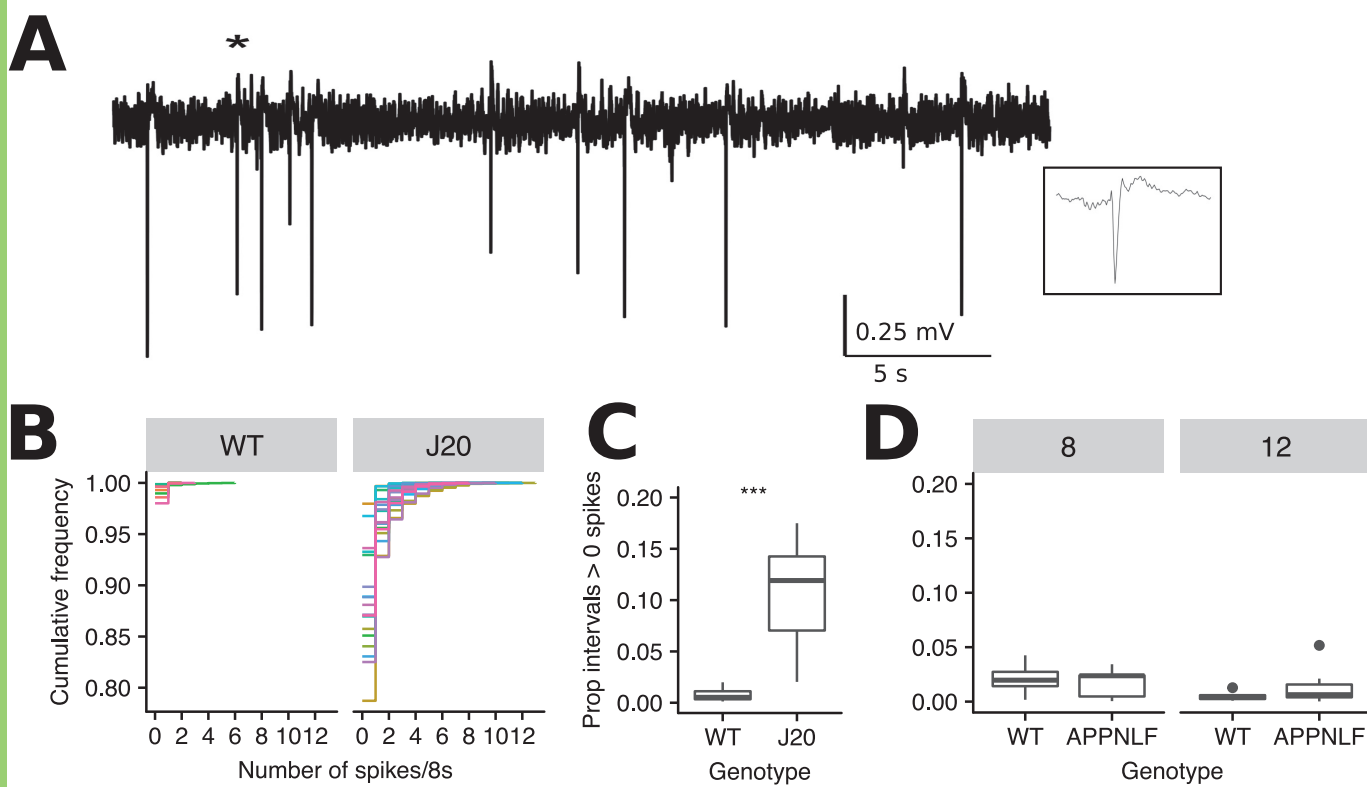 A
*
0.25 mV
5 s
B
WT
J20
Cumulative frequency
1.00
0.95
0.90
0.85
0.80
0 2 4 6 8 1012
0 2 4 6 8 1012
Number of spikes/8s
C
Prop intervals > 0 spikes
***
0.20
0.15
0.10
0.05
0.00
WT J20
Genotype
D
8
12
0.20
0.15
0.10
0.05
0.00
WT APPNLF
WT APPNLF
Genotype